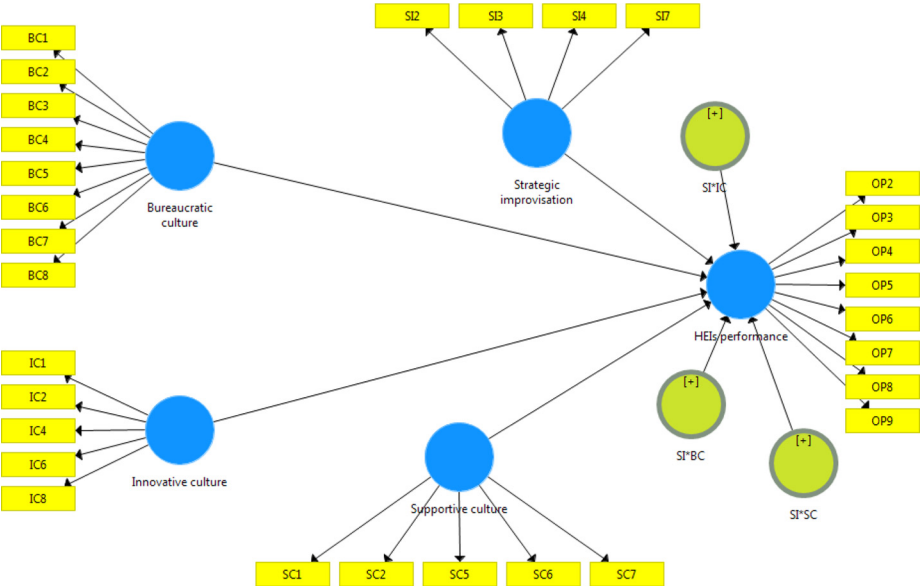 SI2
SI3
SI4
SI7
BC1
BC2
BC3
BC4
BC5
BC6
BC7
BC8
Bureaucratic
culture
Strategic
improvisation
[+]
SI*IC
OP2
OP3
OP4
OP5
OP6
OP7
OP8
OP9
HEIs performance
IC1
IC2
IC4
IC6
IC8
Innovative culture
Supportive culture
[+]
SI*BC
[+]
SI*SC
SC1
SC2
SC5
SC6
SC7